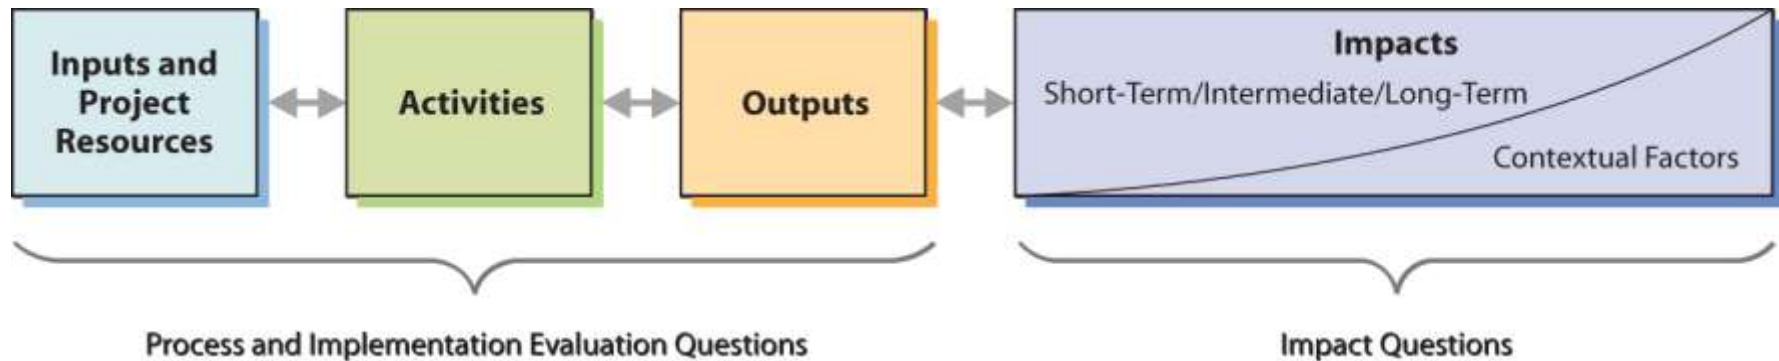 Inputs and
Project
Resources
Activities
Outputs
Impacts
Short-Term/Intermediate/Long-Term
Contextual Factors
Process and Implementation Evaluation Questions
Impact Questions